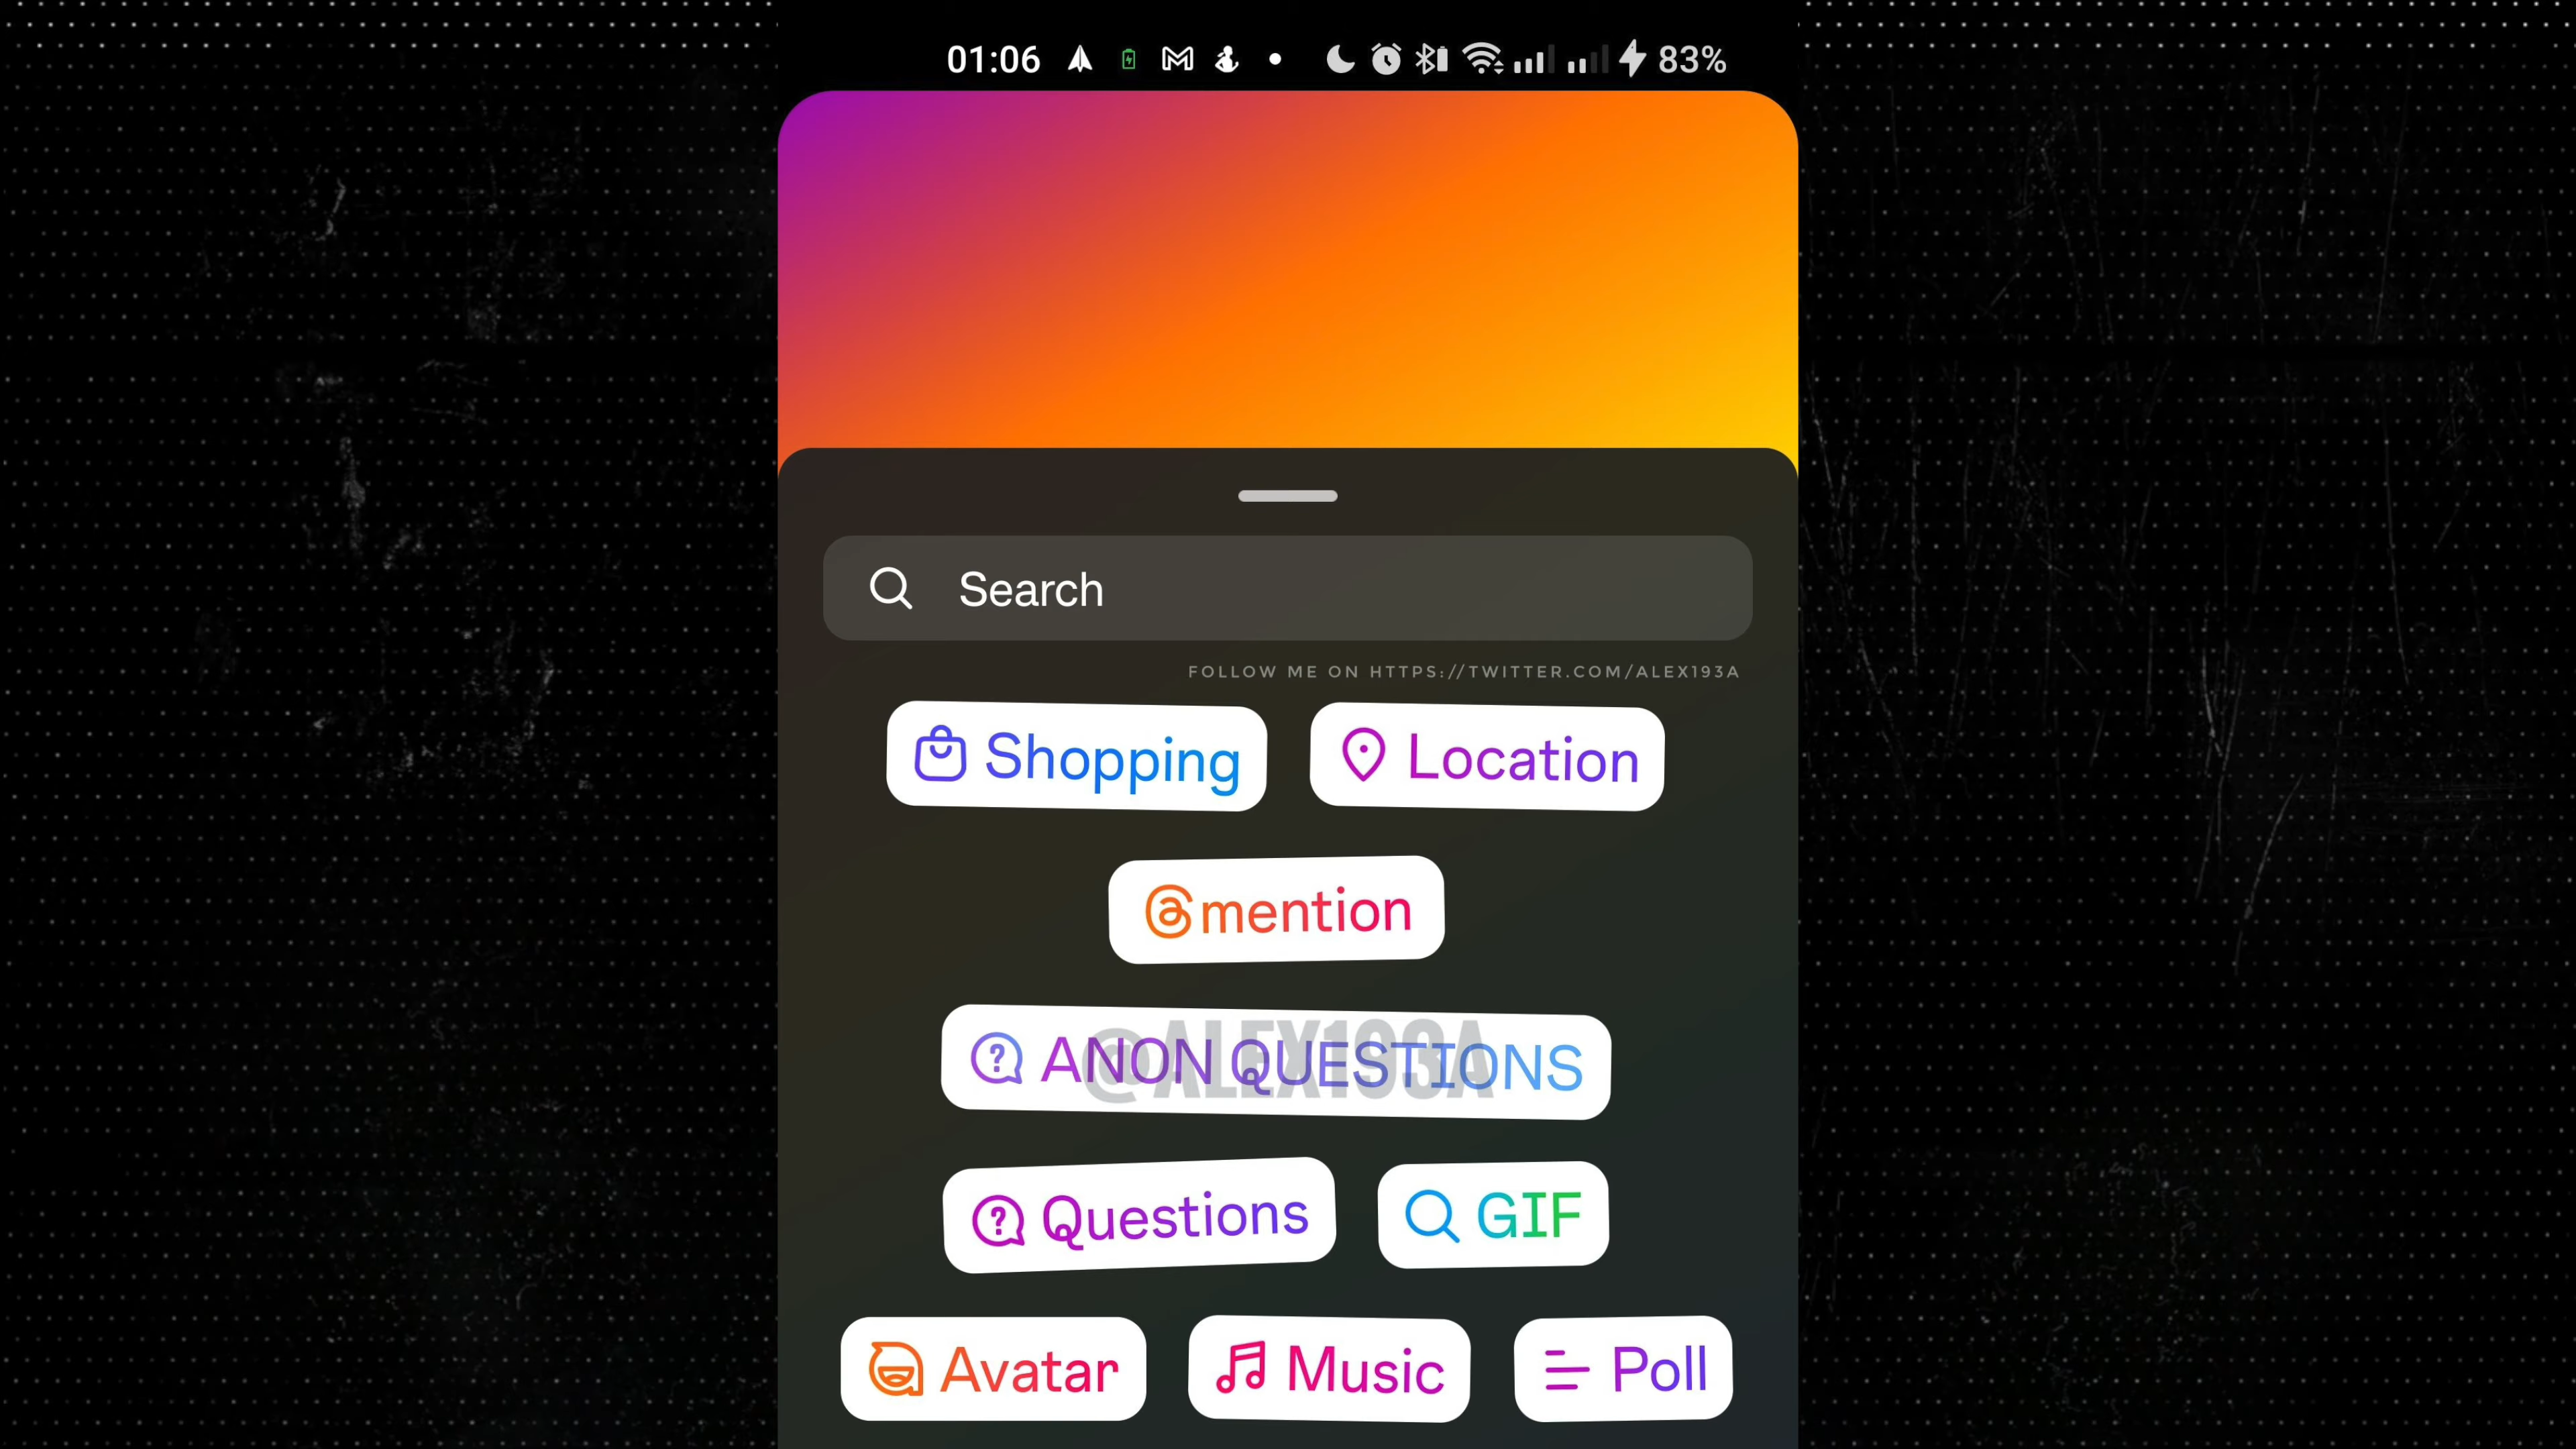 01:06 83%
Search
FOLLOW ME ON HTTPS://TWITTER.COM/ALEX193A
Shopping Location
@mention
ANON QUESTIONS
@ALEX193A
Questions GIF
Avatar Music Poll